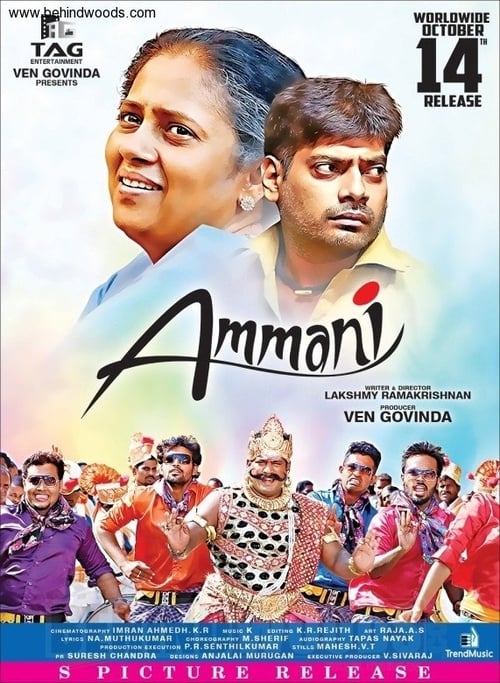 www.behindwoods.com
TAG
ENTERTAINMENT
VEN GOVINDA
PRESENTS
WORLDWIDE
OCTOBER
14TH
RELEASE
Ammani
WRITER & DIRECTOR
LAKSHMY RAMAKRISHNAN
PRODUCER
VEN GOVINDA
CINEMATOGRAPHY IMRAN AHMEDH.K.R MUSIC K EDITING K.R.REJITH ART RAJA.A.S
LYRICS NA.MUTHUKUMAR CHOREOGRAPHY M.SHERIF AUDIOGRAPHY TAPAS NAYAK
PRODUCTION EXECUTION P.R.SENTHILKUMAR STILLS MAHESH.V.T
PR SURESH CHANDRA DESIGNS ANJALAI MURUGAN EXECUTIVE PRODUCER V.SIVARAJ
TrendMusic
S PICTURE RELEASE